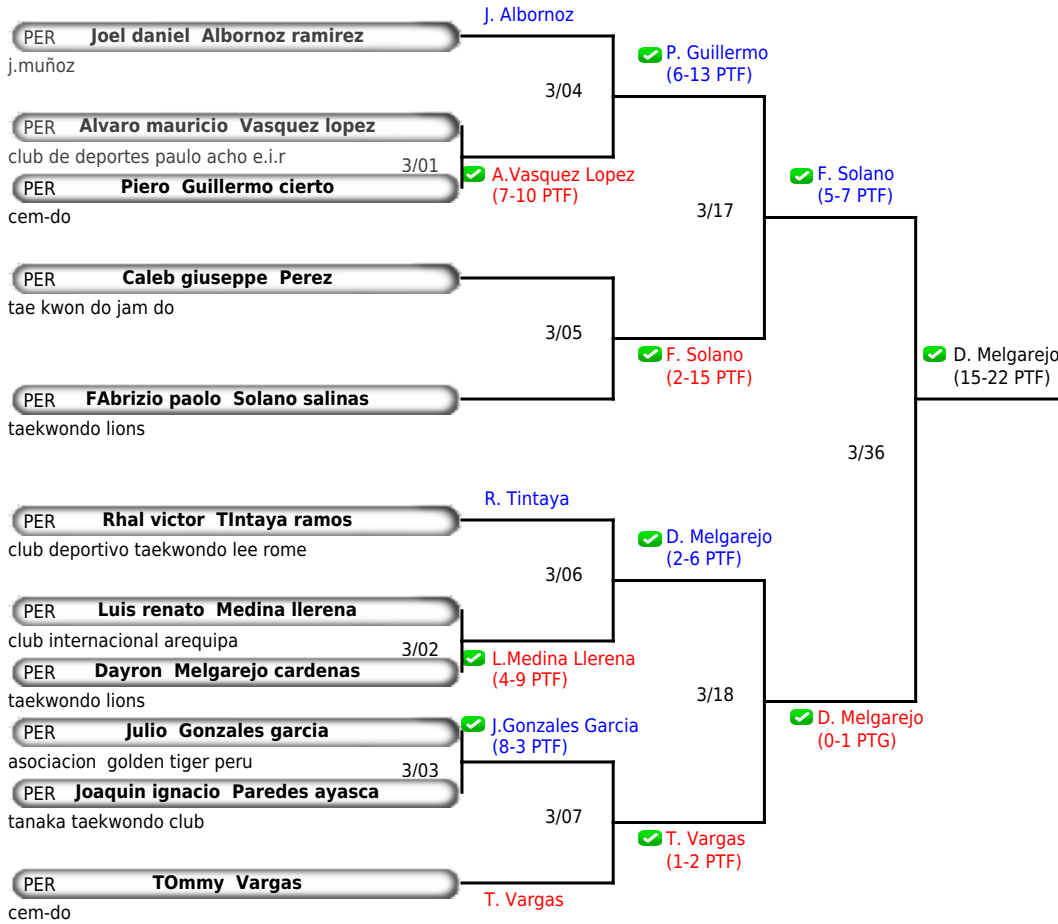 J. Albornoz
PER Joel daniel Albornoz ramirez
j.muñoz
P. Guillermo
(6-13 PTF)
3/04
PER Alvaro mauricio Vasquez lopez
club de deportes paulo acho e.i.r
3/01
A.Vasquez Lopez
(7-10 PTF)
PER Piero Guillermo cierto
cem-do
F. Solano
(5-7 PTF)
3/17
PER Caleb giuseppe Perez
tae kwon do jam do
3/05
F. Solano
(2-15 PTF)
D. Melgarejo
(15-22 PTF)
PER FAbrizio paolo Solano salinas
taekwondo lions
3/36
R. Tintaya
PER Rhal victor TIntaya ramos
club deportivo taekwondo lee rome
D. Melgarejo
(2-6 PTF)
3/06
PER Luis renato Medina llerena
club internacional arequipa
3/02
L.Medina Llerena
(4-9 PTF)
PER Dayron Melgarejo cardenas
taekwondo lions
3/18
D. Melgarejo
(0-1 PTG)
PER Julio Gonzales garcia
asociacion golden tiger peru
J.Gonzales Garcia
(8-3 PTF)
3/03
PER Joaquin ignacio Paredes ayasca
tanaka taekwondo club
3/07
T. Vargas
(1-2 PTF)
PER TOmmy Vargas
cem-do
T. Vargas